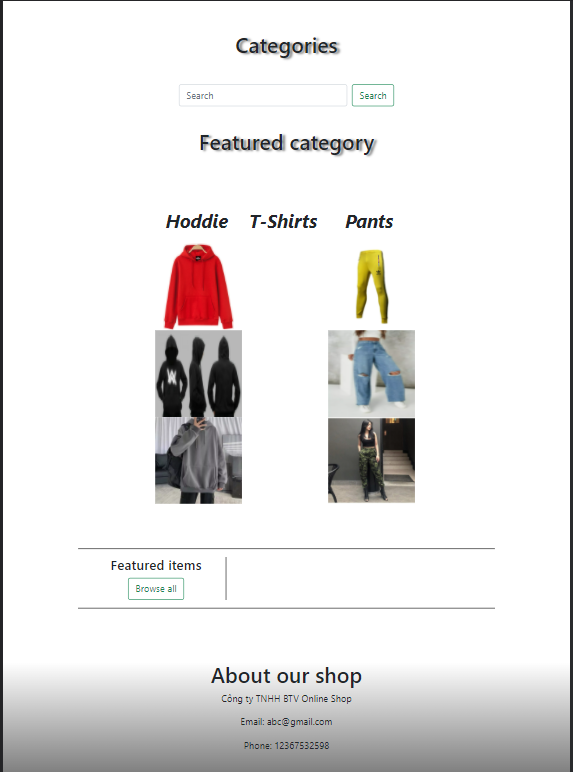 Categories
Search Search
Featured category
Hoddie T-Shirts Pants
Featured items
Browse all
About our shop
Công ty TNHH BTV Online Shop
Email: abc@gmail.com
Phone: 12367532598